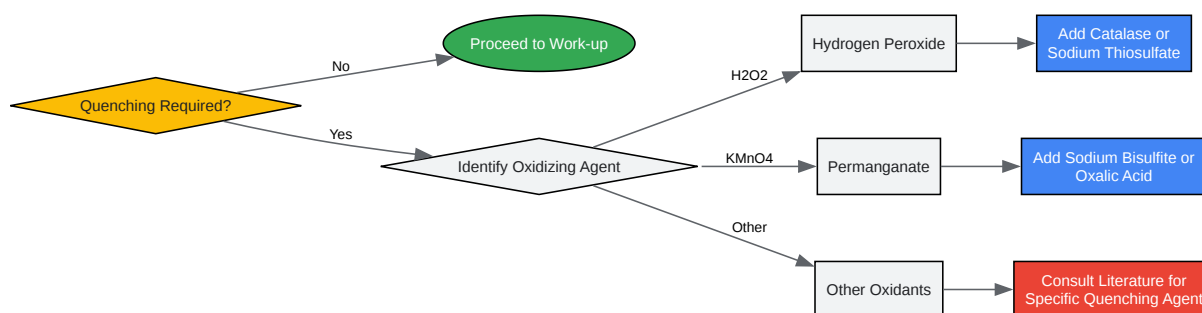 Proceed to Work-up
Hydrogen Peroxide
Add Catalase or
Sodium Thiosulfate
No
H2O2
Quenching Required?
Yes
Identify Oxidizing Agent
KMnO4
Permanganate
Add Sodium Bisulfite or
Oxalic Acid
Other
Other Oxidants
Consult Literature for
Specific Quenching Agent